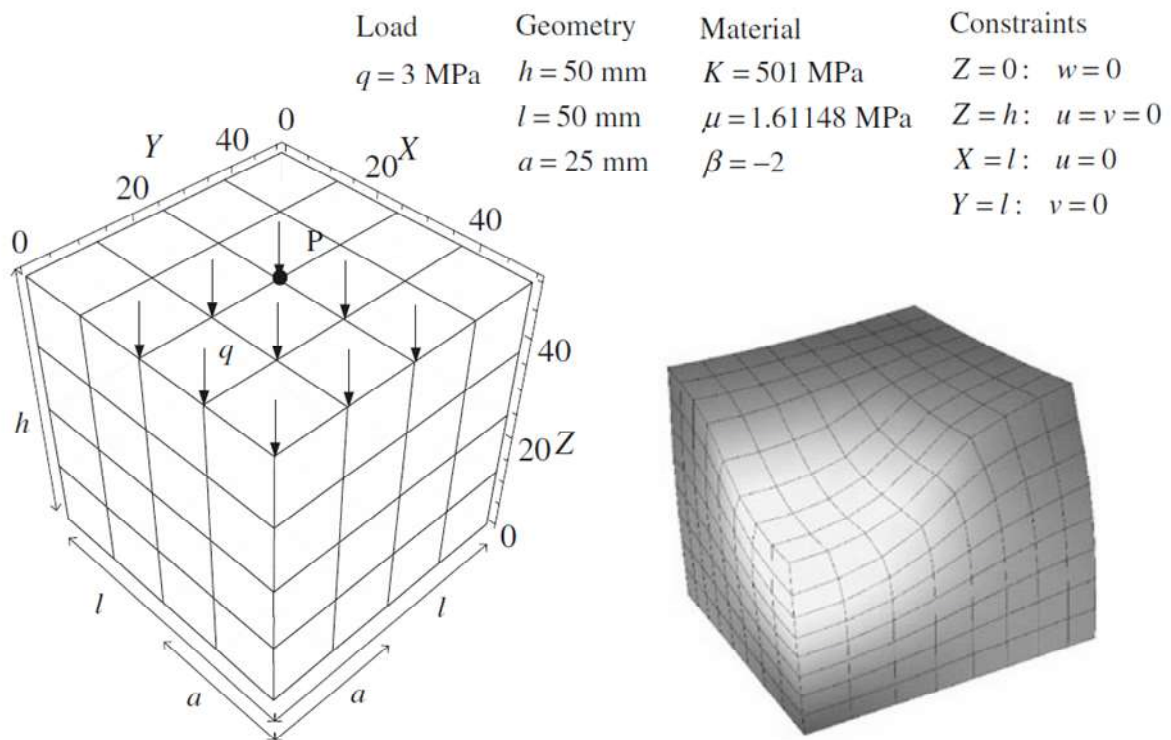 Load Geometry Material Constraints
q = 3 MPa h = 50 mm K = 501 MPa Z = 0: w = 0
l = 50 mm μ = 1.61148 MPa Z = h: u = v = 0
a = 25 mm β = −2 X = l: u = 0
Y = l: v = 0
0
Y 40 20 X
20 40
0 P
q 40
h 20 Z
0
l l
a a